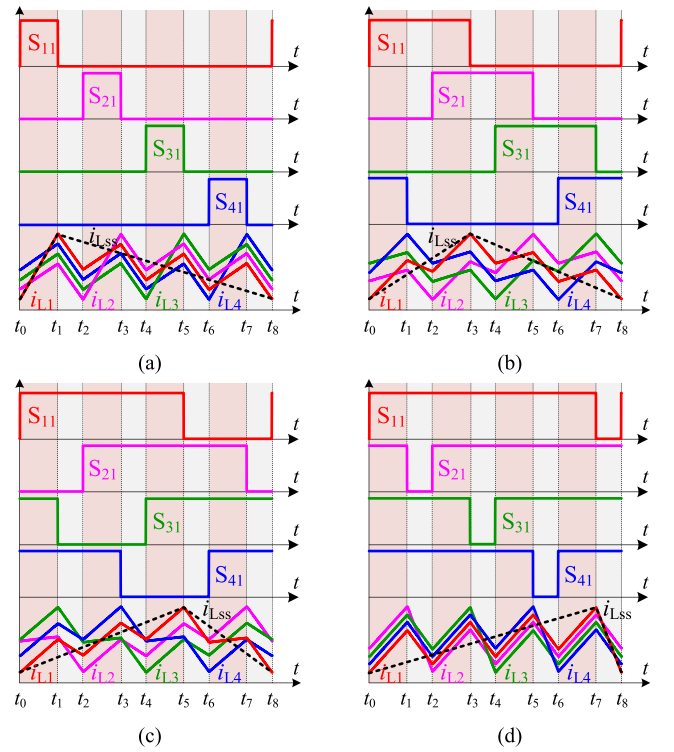 S11 t S11 t
S21 t S21 t
S31 t S31 t
S41 t S41 t
iLss iLss
iL1 iL2 iL3 iL4 t iL1 iL2 iL3 iL4 t
t0 t1 t2 t3 t4 t5 t6 t7 t8 t0 t1 t2 t3 t4 t5 t6 t7 t8
(a) (b)
S11 t S11 t
S21 t S21 t
S31 t S31 t
S41 t S41 t
iLss iLss
iL1 iL2 iL3 iL4 t iL1 iL2 iL3 iL4 t
t0 t1 t2 t3 t4 t5 t6 t7 t8 t0 t1 t2 t3 t4 t5 t6 t7 t8
(c) (d)